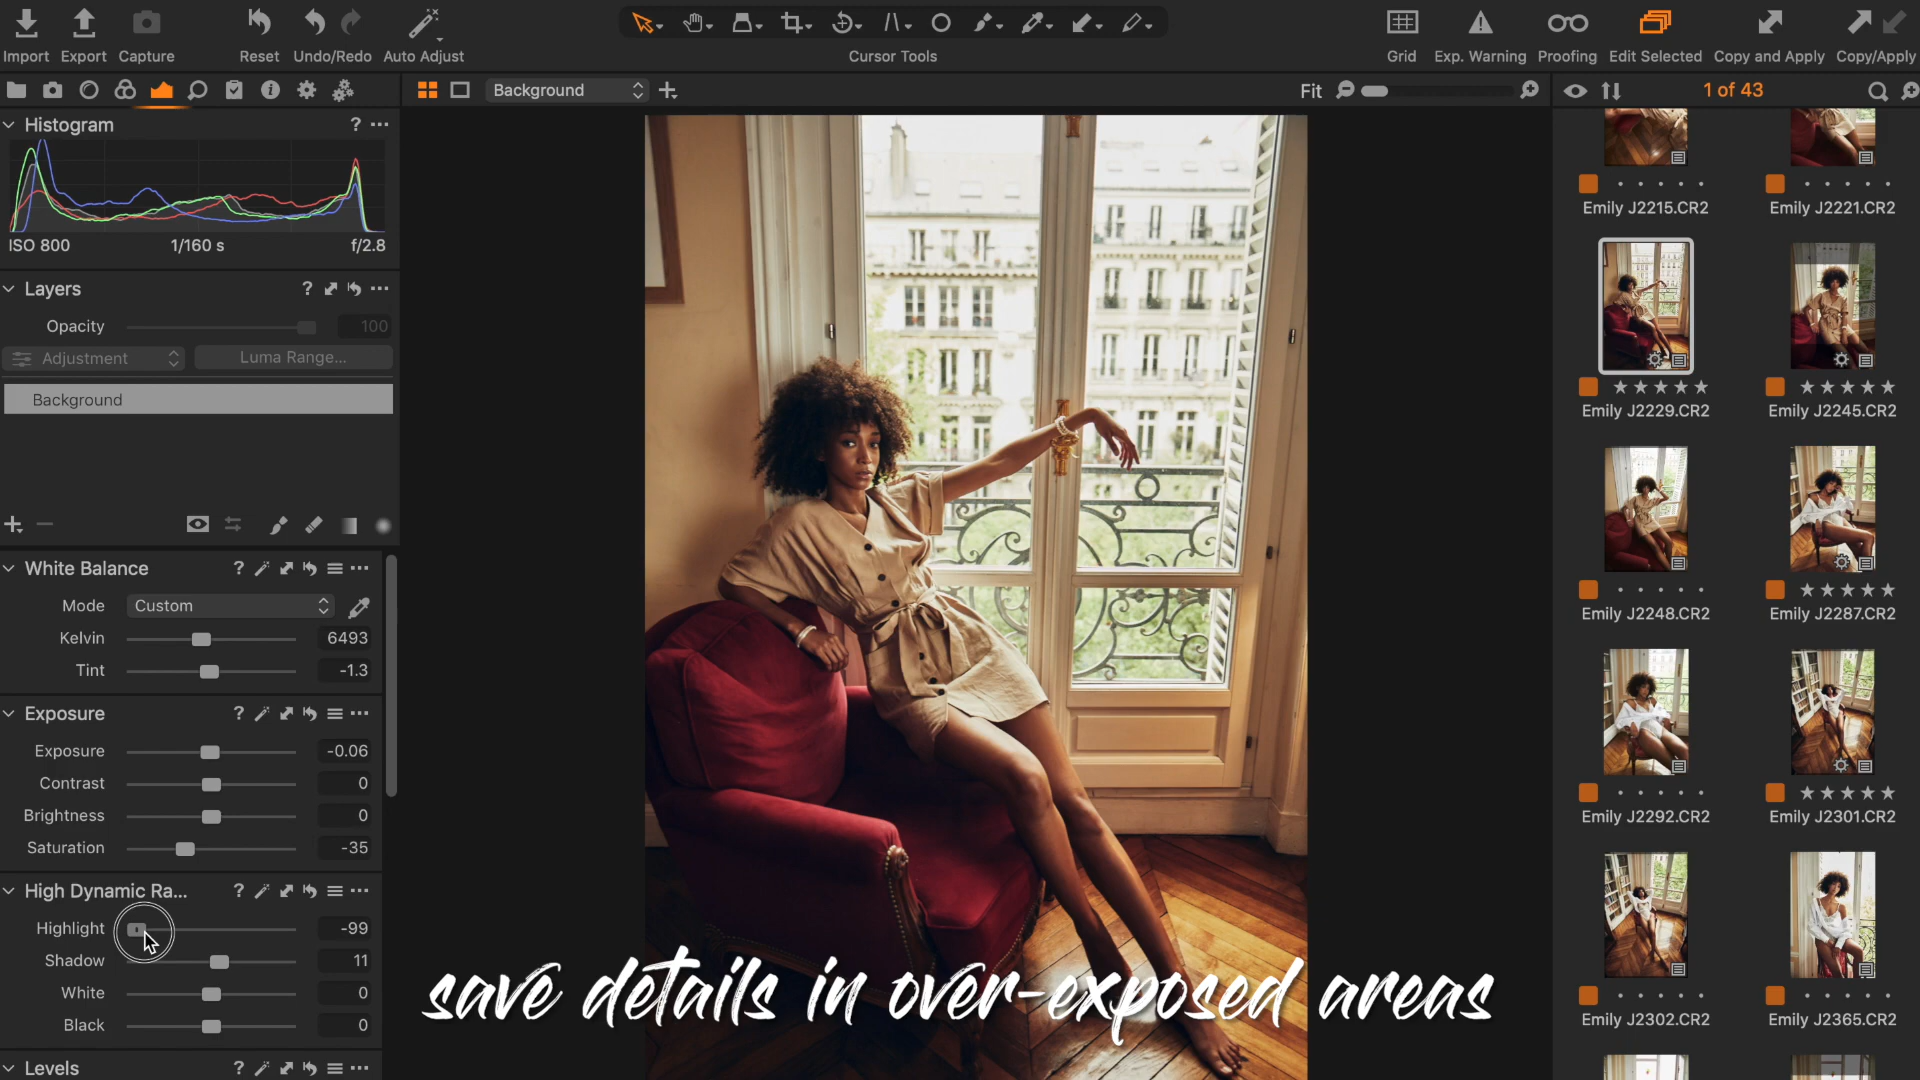 Import Export Capture Reset Undo/Redo Auto Adjust Cursor Tools Grid Exp. Warning Proofing Edit Selected Copy and Apply Copy/Apply
Background Fit 1 of 43
Histogram ?
ISO 800 1/160 s f/2.8
Layers ?
Opacity 100
Adjustment Luma Range...
Background
White Balance ?
Mode Custom
Kelvin 6493
Tint -1.3
Exposure ?
Exposure -0.06
Contrast 0
Brightness 0
Saturation -35
High Dynamic Ra... ?
Highlight -99
Shadow 11
White 0
Black 0
Levels ?
save details in over-exposed areas
Emily J2215.CR2 Emily J2221.CR2
Emily J2229.CR2 Emily J2245.CR2
Emily J2248.CR2 Emily J2287.CR2
Emily J2292.CR2 Emily J2301.CR2
Emily J2302.CR2 Emily J2365.CR2